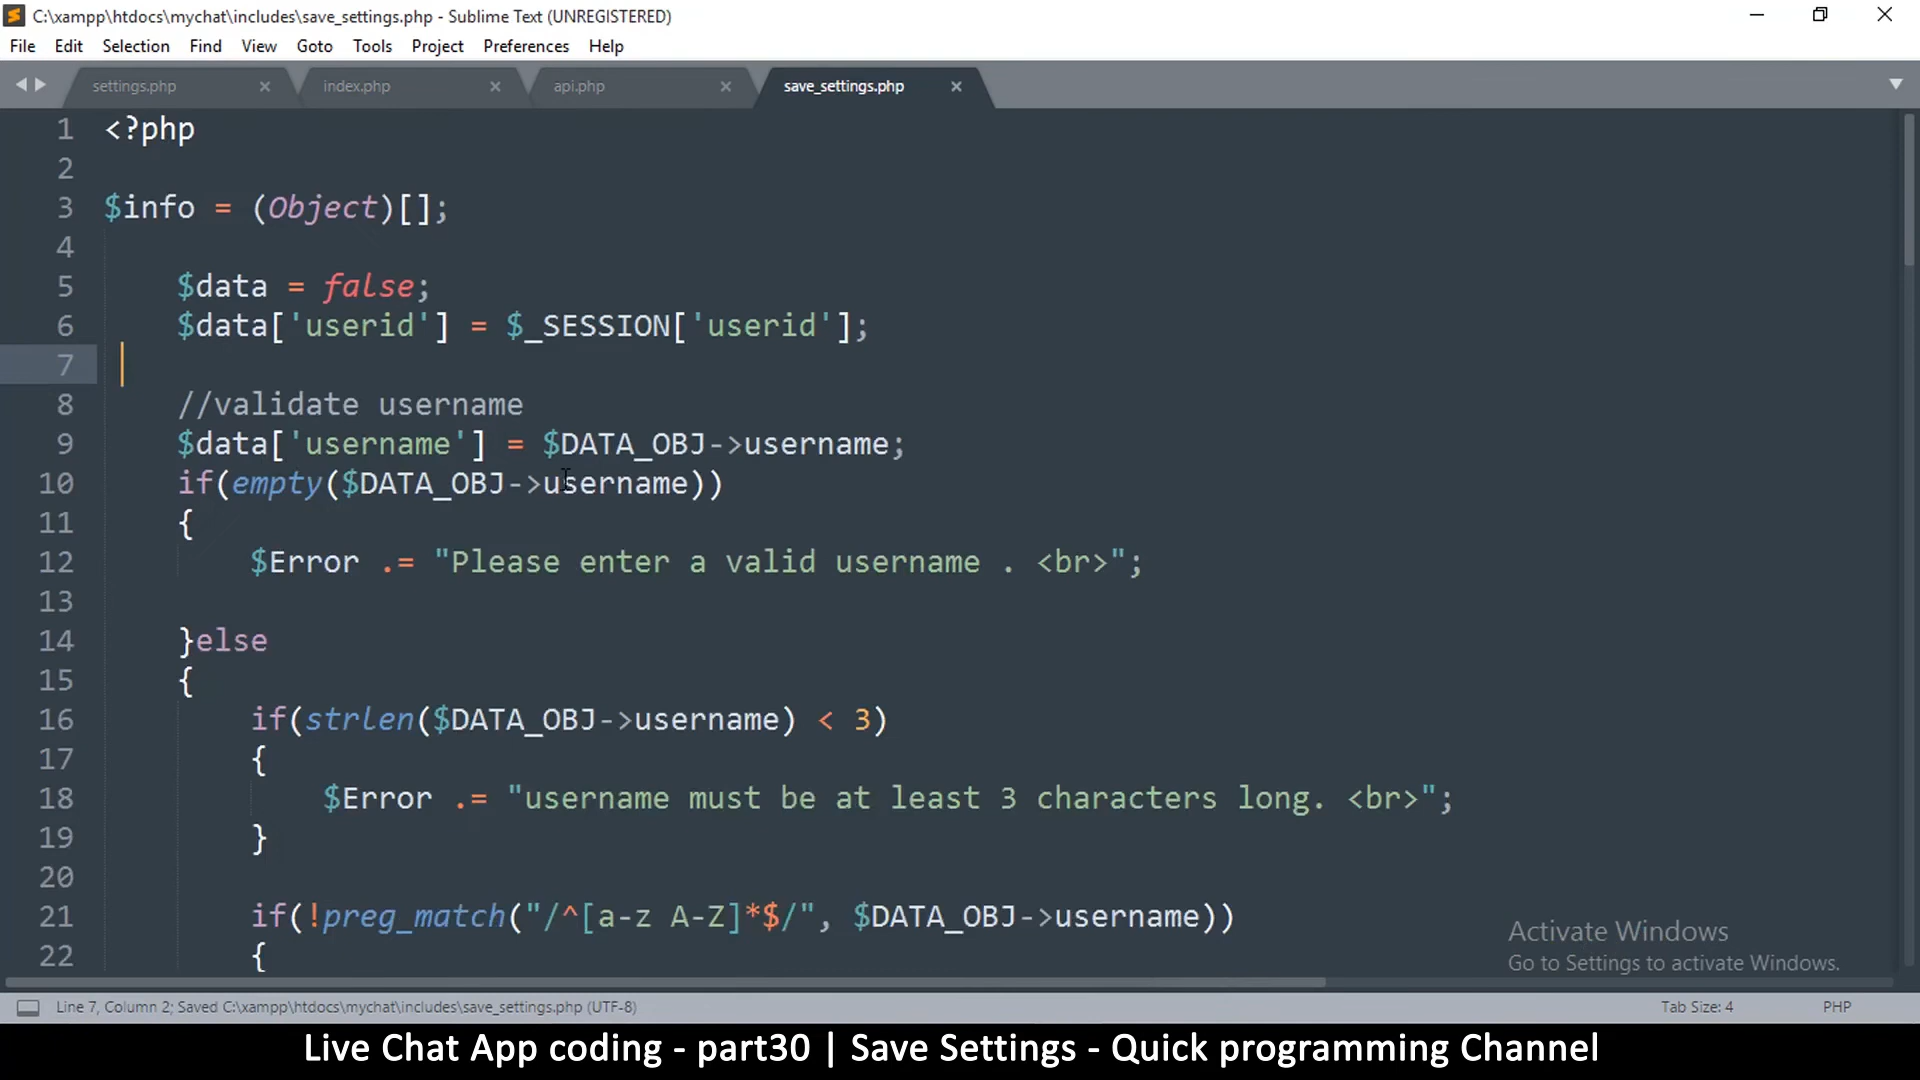 C:\xampp\htdocs\mychat\includes\save_settings.php - Sublime Text (UNREGISTERED)
File Edit Selection Find View Goto Tools Project Preferences Help
settings.php index.php api.php save_settings.php
1 <?php
2
3 $info = (Object)[];
4
5 $data = false;
6 $data['userid'] = $_SESSION['userid'];
7
8 //validate username
9 $data['username'] = $DATA_OBJ->username;
10 if(empty($DATA_OBJ->username))
11 {
12 $Error .= "Please enter a valid username . <br>";
13
14 }else
15 {
16 if(strlen($DATA_OBJ->username) < 3)
17 {
18 $Error .= "username must be at least 3 characters long. <br>";
19 }
20
21 if(!preg_match("/^[a-z A-Z]*$/", $DATA_OBJ->username))
22 {
Activate Windows
Go to Settings to activate Windows.
Line 7, Column 2; Saved C:\xampp\htdocs\mychat\includes\save_settings.php (UTF-8) Tab Size: 4 PHP
Live Chat App coding - part30 | Save Settings - Quick programming Channel